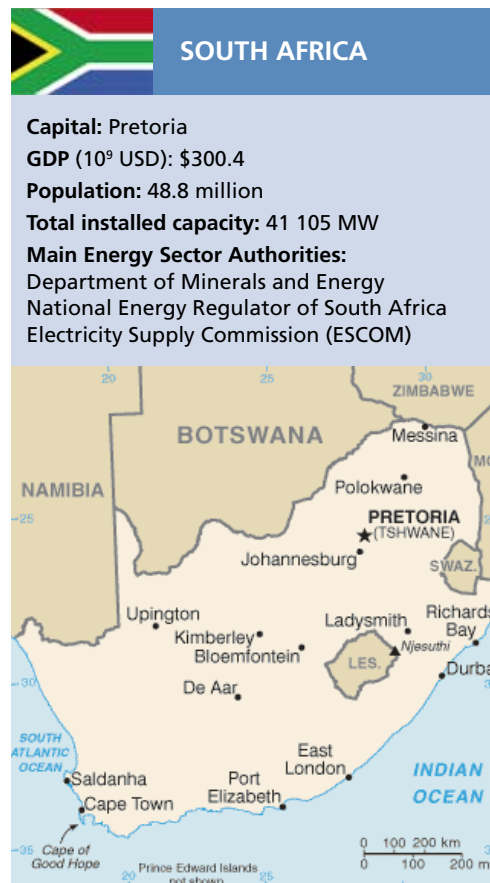 SOUTH AFRICA
Capital: Pretoria
GDP (10⁹ USD): $300.4
Population: 48.8 million
Total installed capacity: 41 105 MW
Main Energy Sector Authorities:
Department of Minerals and Energy
National Energy Regulator of South Africa
Electricity Supply Commission (ESCOM)
20
25
30
ZIMBABWE
BOTSWANA
Messina
NAMIBIA
Polokwane
25
PRETORIA
(TSHWANE)
Johannesburg
SWAZ.
Upington
Ladysmith
Richards
Bay
Kimberley
Njesuthi
Bloemfontein
LES.
De Aar
30
SOUTH
ATLANTIC
OCEAN
East
London
INDIAN
OCEAN
Saldanha
Port
Elizabeth
Cape Town
35
Cape of
Good Hope
0 100 200 km
0 100 200 m
Prince Edward Islands
not shown
20
25